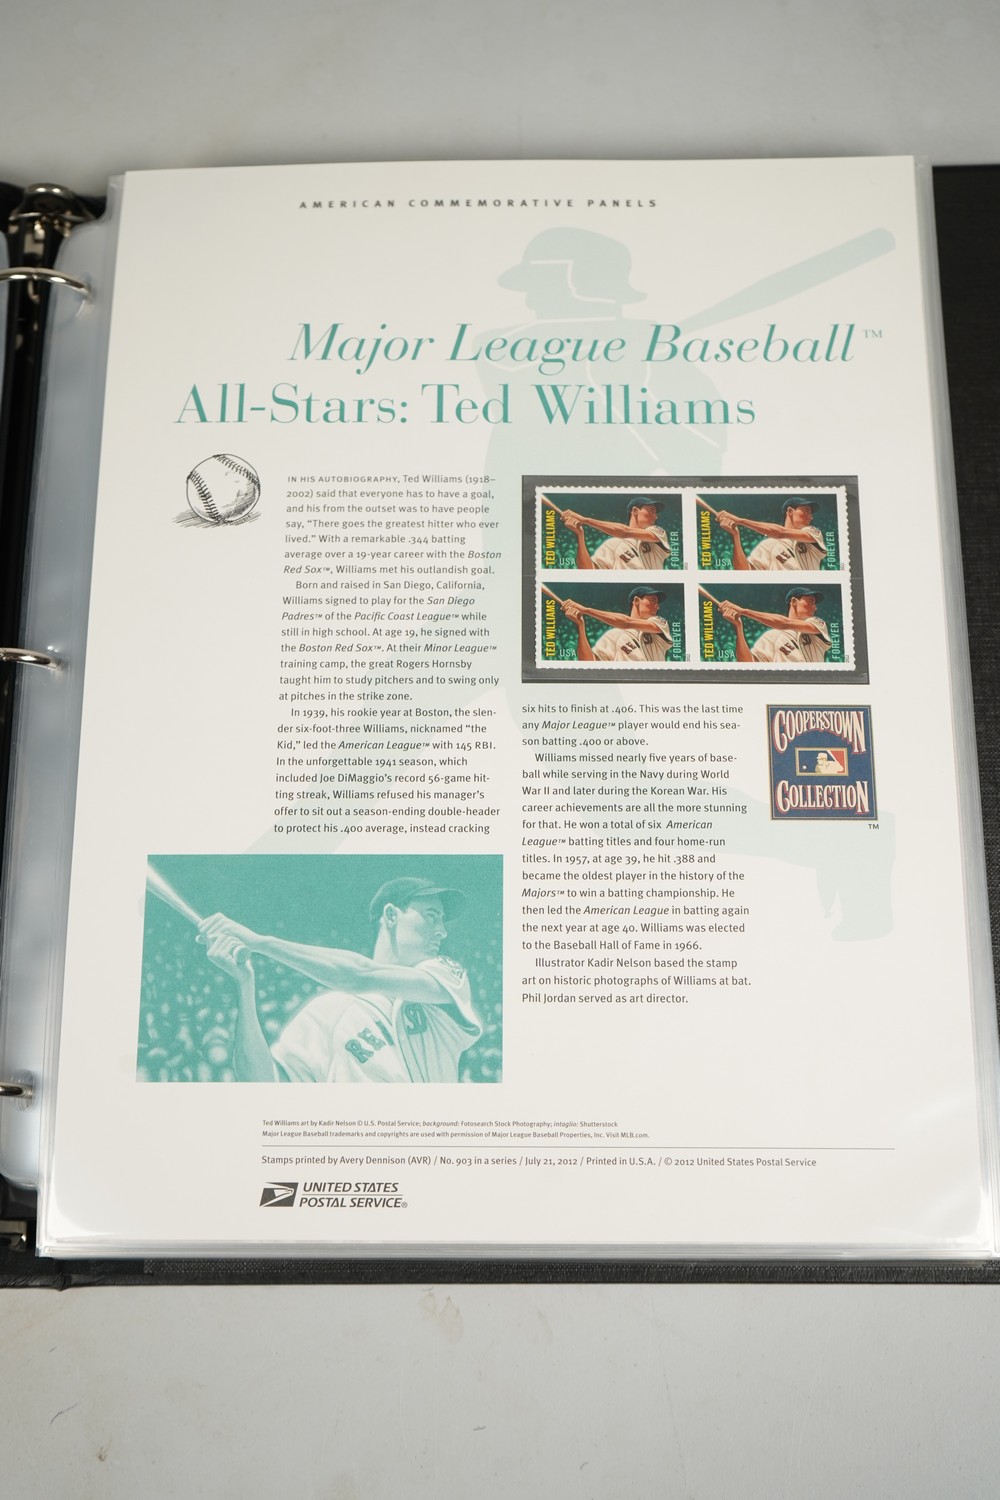 AMERICAN COMMEMORATIVE PANELS
Major League Baseball™
All-Stars: Ted Williams
IN HIS AUTOBIOGRAPHY, Ted Williams (1918–
2002) said that everyone has to have a goal,
and his from the outset was to have people
say, “There goes the greatest hitter who ever
lived.” With a remarkable .344 batting
average over a 19-year career with the Boston
Red Sox™, Williams met his outlandish goal.
Born and raised in San Diego, California,
Williams signed to play for the San Diego
Padres™ of the Pacific Coast League™ while
still in high school. At age 19, he signed with
the Boston Red Sox™. At their Minor League™
training camp, the great Rogers Hornsby
taught him to study pitchers and to swing only
at pitches in the strike zone.
In 1939, his rookie year at Boston, the slen-
der six-foot-three Williams, nicknamed “the
Kid,” led the American League™ with 145 RBI.
In the unforgettable 1941 season, which
included Joe DiMaggio’s record 56-game hit-
ting streak, Williams refused his manager’s
offer to sit out a season-ending double-header
to protect his .400 average, instead cracking
TED WILLIAMS
USA
RED S
FOREVER
TED WILLIAMS
USA
RED S
FOREVER
TED WILLIAMS
USA
RED S
FOREVER
TED WILLIAMS
USA
RED S
FOREVER
six hits to finish at .406. This was the last time
any Major League™ player would end his sea-
son batting .400 or above.
Williams missed nearly five years of base-
ball while serving in the Navy during World
War II and later during the Korean War. His
career achievements are all the more stunning
for that. He won a total of six American
League™ batting titles and four home-run
titles. In 1957, at age 39, he hit .388 and
became the oldest player in the history of the
Majors™ to win a batting championship. He
then led the American League in batting again
the next year at age 40. Williams was elected
to the Baseball Hall of Fame in 1966.
Illustrator Kadir Nelson based the stamp
art on historic photographs of Williams at bat.
Phil Jordan served as art director.
COOPERSTOWN
COLLECTION
™
RED S
Ted Williams art by Kadir Nelson © U.S. Postal Service; background: Fotosearch Stock Photography; intaglio: Shutterstock
Major League Baseball trademarks and copyrights are used with permission of Major League Baseball Properties, Inc. Visit MLB.com.
Stamps printed by Avery Dennison (AVR) / No. 903 in a series / July 21, 2012 / Printed in U.S.A. / © 2012 United States Postal Service
UNITED STATES
POSTAL SERVICE®